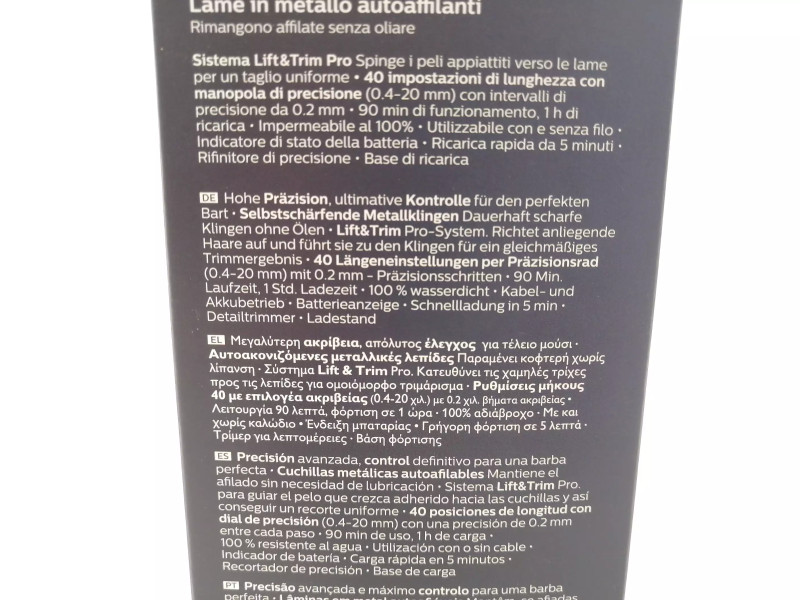 Lame in metallo autoaffilanti
Rimangono affilate senza oliare
Sistema Lift&Trim Pro Spinge i peli appiattiti verso le lame
per un taglio uniforme • 40 impostazioni di lunghezza con
manopola di precisione (0.4-20 mm) con intervalli di
precisione da 0.2 mm • 90 min di funzionamento, 1 h di
ricarica • Impermeabile al 100% • Utilizzabile con e senza filo •
Indicatore di stato della batteria • Ricarica rapida da 5 minuti •
Rifinitore di precisione • Base di ricarica
DE Hohe Präzision, ultimative Kontrolle für den perfekten
Bart • Selbstschärfende Metallklingen Dauerhaft scharfe
Klingen ohne Ölen • Lift&Trim Pro-System. Richtet anliegende
Haare auf und führt sie zu den Klingen für ein gleichmäßiges
Trimmergebnis • 40 Längeneinstellungen per Präzisionsrad
(0.4-20 mm) mit 0.2 mm - Präzisionsschritten • 90 Min.
Laufzeit, 1 Std. Ladezeit • 100 % wasserdicht • Kabel- und
Akkubetrieb • Batterieanzeige • Schnellladung in 5 min •
Detailtrimmer • Ladestand
EL Μεγαλύτερη ακρίβεια, απόλυτος έλεγχος για τέλειο μούσι •
Αυτοακονιζόμενες μεταλλικές λεπίδες Παραμένει κοφτερή χωρίς
λίπανση • Σύστημα Lift & Trim Pro. Κατευθύνει τις χαμηλές τρίχες
προς τις λεπίδες για ομοιόμορφο τριμάρισμα • Ρυθμίσεις μήκους
40 με επιλογέα ακριβείας (0.4-20 χιλ.) με 0.2 χιλ. βήματα ακριβείας •
Λειτουργία 90 λεπτά, φόρτιση σε 1 ώρα • 100% αδιάβροχο • Με και
χωρίς καλώδιο • Ένδειξη μπαταρίας • Γρήγορη φόρτιση σε 5 λεπτά •
Τρίμερ για λεπτομέρειες • Βάση φόρτισης
ES Precisión avanzada, control definitivo para una barba
perfecta • Cuchillas metálicas autoafilables Mantiene el
afilado sin necesidad de lubricación • Sistema Lift&Trim Pro.
para guiar el pelo que crezca adherido hacia las cuchillas y así
conseguir un recorte uniforme • 40 posiciones de longitud con
dial de precisión (0.4-20 mm) con una precisión de 0.2 mm
entre cada paso • 90 min de uso, 1 h de carga •
100 % resistente al agua • Utilización con o sin cable •
Indicador de batería • Carga rápida en 5 minutos •
Recortador de precisión • Base de carga
PT Precisão avançada e máximo controlo para uma barba
perfeita • Lâminas em metal